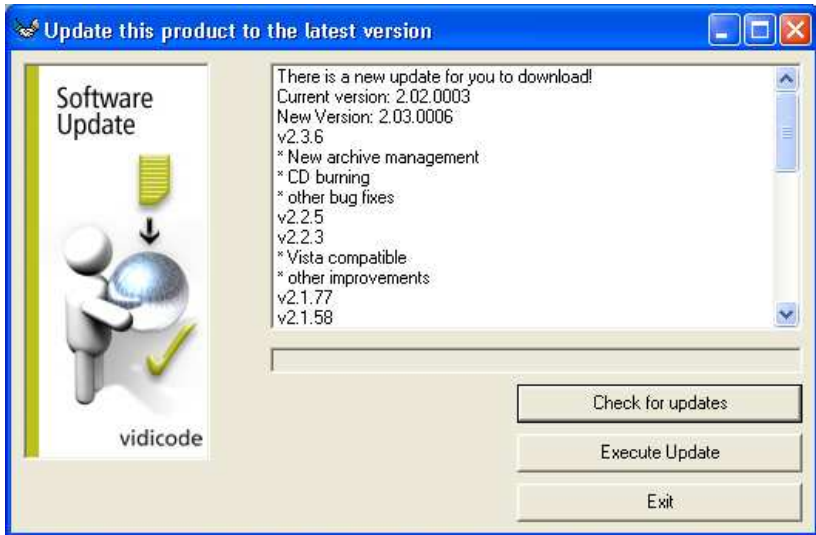 Update this product to the latest version
Software
Update
vidicode
There is a new update for you to download!
Current version: 2.02.0003
New Version: 2.03.0006
v2.3.6
* New archive management
* CD burning
* other bug fixes
v2.2.5
v2.2.3
* Vista compatible
* other improvements
v2.1.77
v2.1.58
Check for updates
Execute Update
Exit